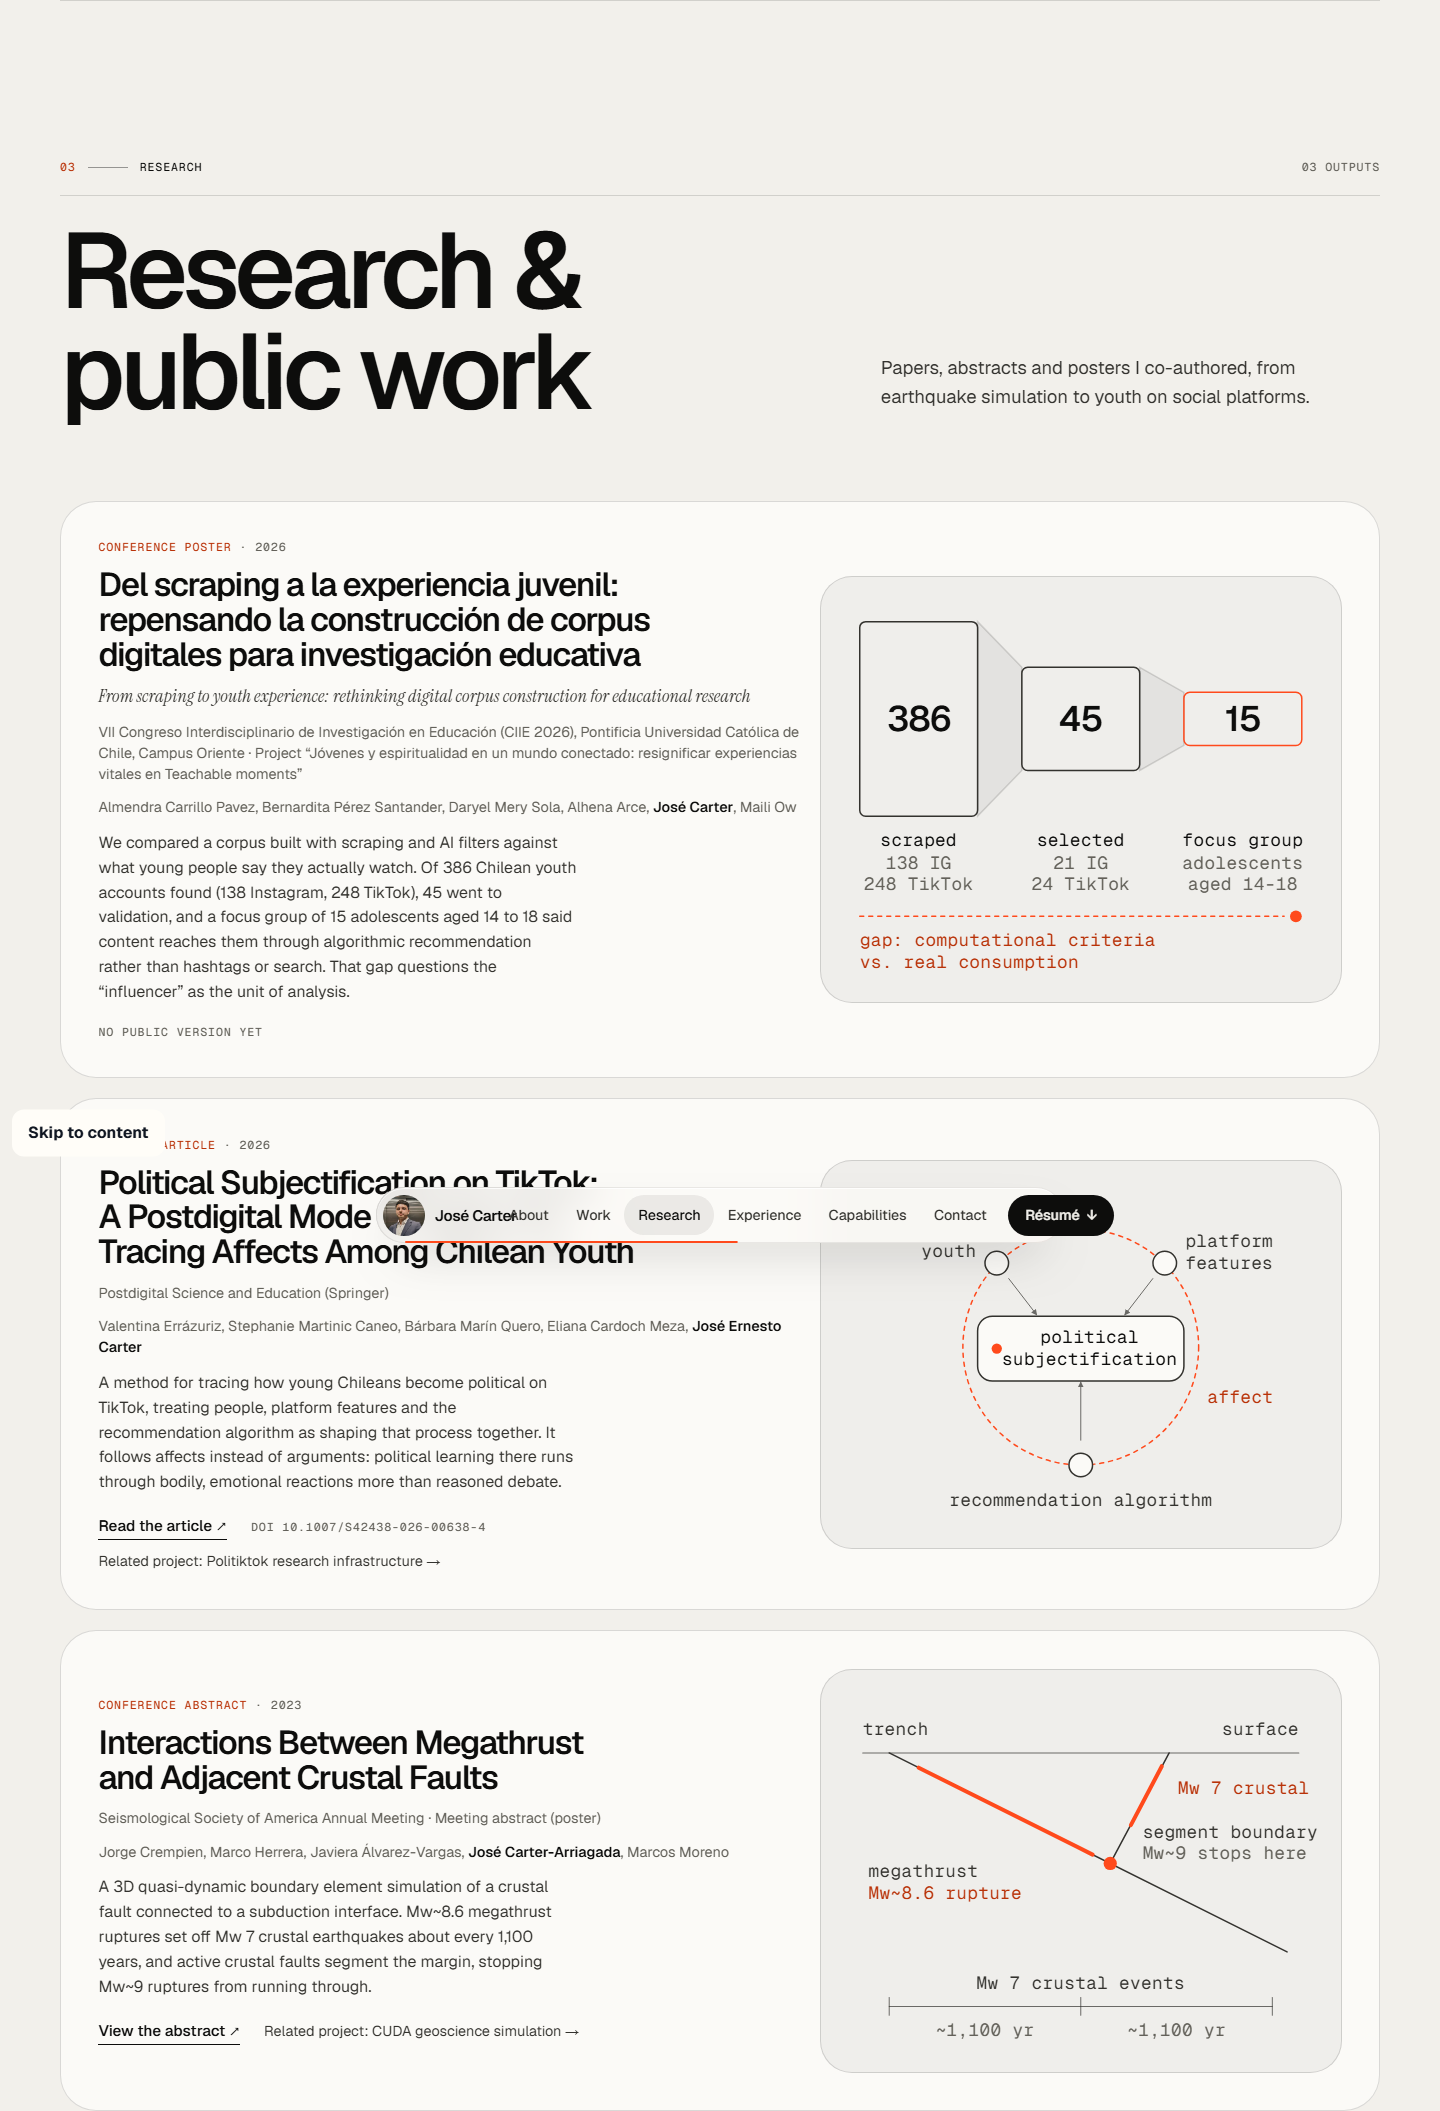 03 RESEARCH
03 OUTPUTS
Research &
public work
Papers, abstracts and posters I co-authored, from
earthquake simulation to youth on social platforms.
CONFERENCE POSTER · 2026
Del scraping a la experiencia juvenil:
repensando la construcción de corpus
digitales para investigación educativa
From scraping to youth experience: rethinking digital corpus construction for educational research
VII Congreso Interdisciplinario de Investigación en Educación (CIIE 2026), Pontificia Universidad Católica de
Chile, Campus Oriente · Project “Jóvenes y espiritualidad en un mundo conectado: resignificar experiencias
vitales en Teachable moments”
Almendra Carrillo Pavez, Bernardita Pérez Santander, Daryel Mery Sola, Alhena Arce, José Carter, Maili Ow
We compared a corpus built with scraping and AI filters against
what young people say they actually watch. Of 386 Chilean youth
accounts found (138 Instagram, 248 TikTok), 45 went to
validation, and a focus group of 15 adolescents aged 14 to 18 said
content reaches them through algorithmic recommendation
rather than hashtags or search. That gap questions the
“influencer” as the unit of analysis.
NO PUBLIC VERSION YET
386
45
15
scraped
138 IG
248 TikTok
selected
21 IG
24 TikTok
focus group
adolescents
aged 14-18
gap: computational criteria
vs. real consumption
Skip to content
ARTICLE · 2026
Political Subjectification on TikTok:
A Postdigital Mode
Tracing Affects Among Chilean Youth
José Carter
About
Work
Research
Experience
Capabilities
Contact
Résumé ↓
Postdigital Science and Education (Springer)
Valentina Errázuriz, Stephanie Martinic Caneo, Bárbara Marín Quero, Eliana Cardoch Meza, José Ernesto
Carter
A method for tracing how young Chileans become political on
TikTok, treating people, platform features and the
recommendation algorithm as shaping that process together. It
follows affects instead of arguments: political learning there runs
through bodily, emotional reactions more than reasoned debate.
Read the article ↗
DOI 10.1007/S42438-026-00638-4
Related project: Politiktok research infrastructure →
youth
platform
features
political
subjectification
affect
recommendation algorithm
CONFERENCE ABSTRACT · 2023
Interactions Between Megathrust
and Adjacent Crustal Faults
Seismological Society of America Annual Meeting · Meeting abstract (poster)
Jorge Crempien, Marco Herrera, Javiera Álvarez-Vargas, José Carter-Arriagada, Marcos Moreno
A 3D quasi-dynamic boundary element simulation of a crustal
fault connected to a subduction interface. Mw~8.6 megathrust
ruptures set off Mw 7 crustal earthquakes about every 1,100
years, and active crustal faults segment the margin, stopping
Mw~9 ruptures from running through.
View the abstract ↗
Related project: CUDA geoscience simulation →
trench
surface
Mw 7 crustal
segment boundary
Mw~9 stops here
megathrust
Mw~8.6 rupture
Mw 7 crustal events
~1,100 yr
~1,100 yr